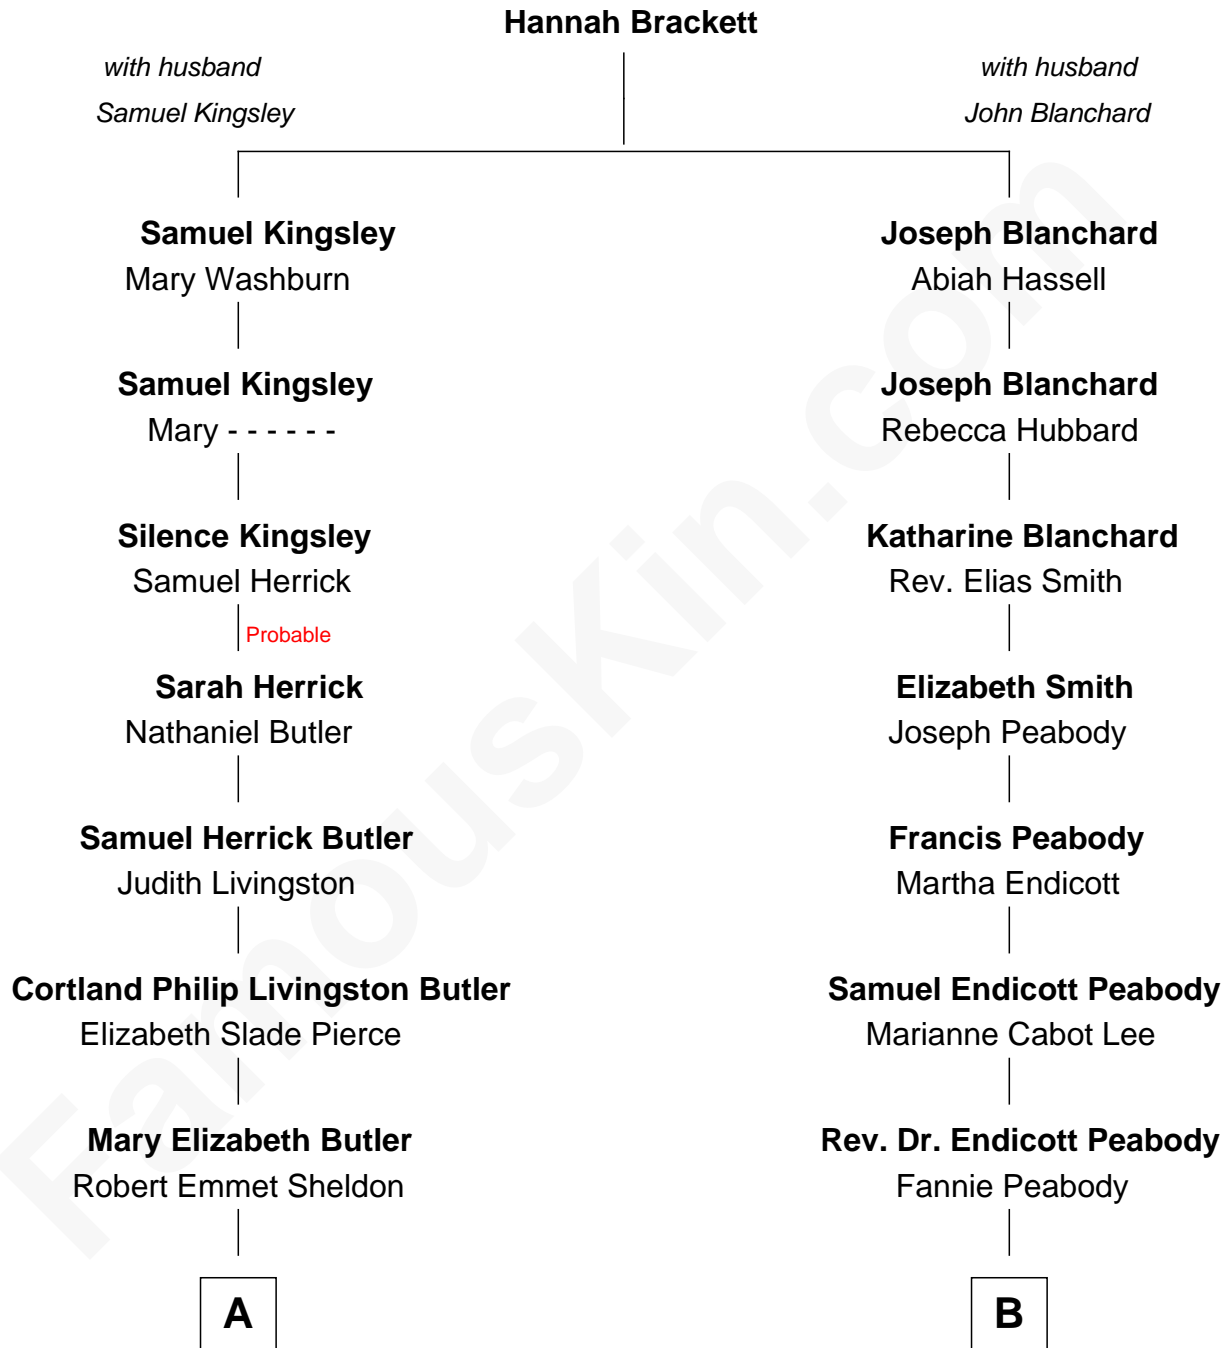 Hannah Brackett
with husband
Samuel Kingsley
with husband
John Blanchard
Samuel Kingsley
Mary Washburn
Joseph Blanchard
Abiah Hassell
Samuel Kingsley
Mary - - - - - -
Joseph Blanchard
Rebecca Hubbard
Silence Kingsley
Samuel Herrick
Katharine Blanchard
Rev. Elias Smith
Probable
Sarah Herrick
Nathaniel Butler
Elizabeth Smith
Joseph Peabody
Samuel Herrick Butler
Judith Livingston
Francis Peabody
Martha Endicott
Cortland Philip Livingston Butler
Elizabeth Slade Pierce
Samuel Endicott Peabody
Marianne Cabot Lee
Mary Elizabeth Butler
Robert Emmet Sheldon
Rev. Dr. Endicott Peabody
Fannie Peabody
A
B
FamousKin.com